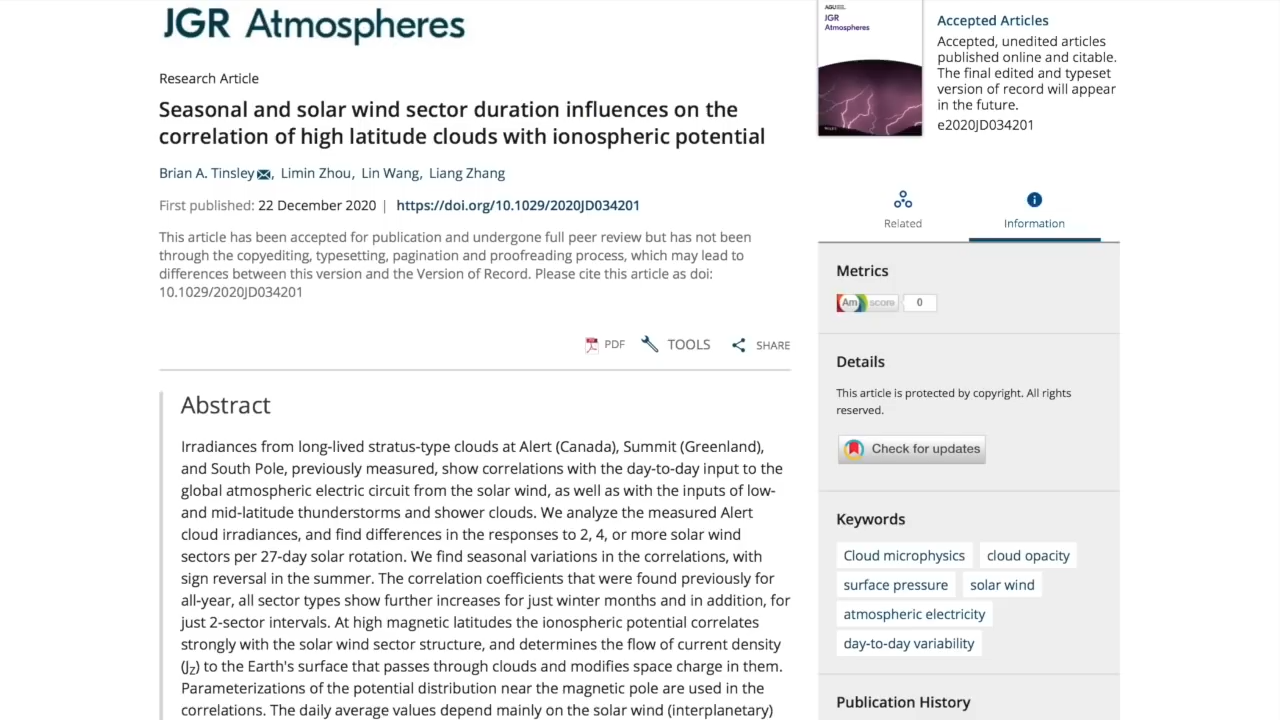 JGR Atmospheres
Research Article
Seasonal and solar wind sector duration influences on the
correlation of high latitude clouds with ionospheric potential
Brian A. Tinsley, Limin Zhou, Lin Wang, Liang Zhang
First published: 22 December 2020 | https://doi.org/10.1029/2020JD034201
This article has been accepted for publication and undergone full peer review but has not been
through the copyediting, typesetting, pagination and proofreading process, which may lead to
differences between this version and the Version of Record. Please cite this article as doi:
10.1029/2020JD034201
PDF TOOLS SHARE
Abstract
Irradiances from long-lived stratus-type clouds at Alert (Canada), Summit (Greenland),
and South Pole, previously measured, show correlations with the day-to-day input to the
global atmospheric electric circuit from the solar wind, as well as with the inputs of low-
and mid-latitude thunderstorms and shower clouds. We analyze the measured Alert
cloud irradiances, and find differences in the responses to 2, 4, or more solar wind
sectors per 27-day solar rotation. We find seasonal variations in the correlations, with
sign reversal in the summer. The correlation coefficients that were found previously for
all-year, all sector types show further increases for just winter months and in addition, for
just 2-sector intervals. At high magnetic latitudes the ionospheric potential correlates
strongly with the solar wind sector structure, and determines the flow of current density
(JZ) to the Earth's surface that passes through clouds and modifies space charge in them.
Parameterizations of the potential distribution near the magnetic pole are used in the
correlations. The daily average values depend mainly on the solar wind (interplanetary)
AGU
JGR
Atmospheres
WILEY
Accepted Articles
Accepted, unedited articles
published online and citable.
The final edited and typeset
version of record will appear
in the future.
e2020JD034201
Related Information
Metrics
Am score 0
Details
This article is protected by copyright. All rights
reserved.
Check for updates
Keywords
Cloud microphysics cloud opacity
surface pressure solar wind
atmospheric electricity
day-to-day variability
Publication History